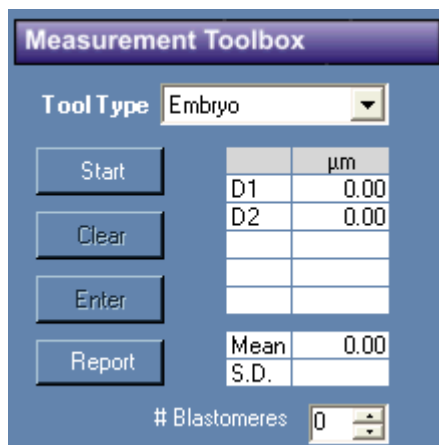 Measurement Toolbox
Tool Type Embryo
Start
Clear
Enter
Report
µm
D1 0.00
D2 0.00
Mean 0.00
S.D.
# Blastomeres 0